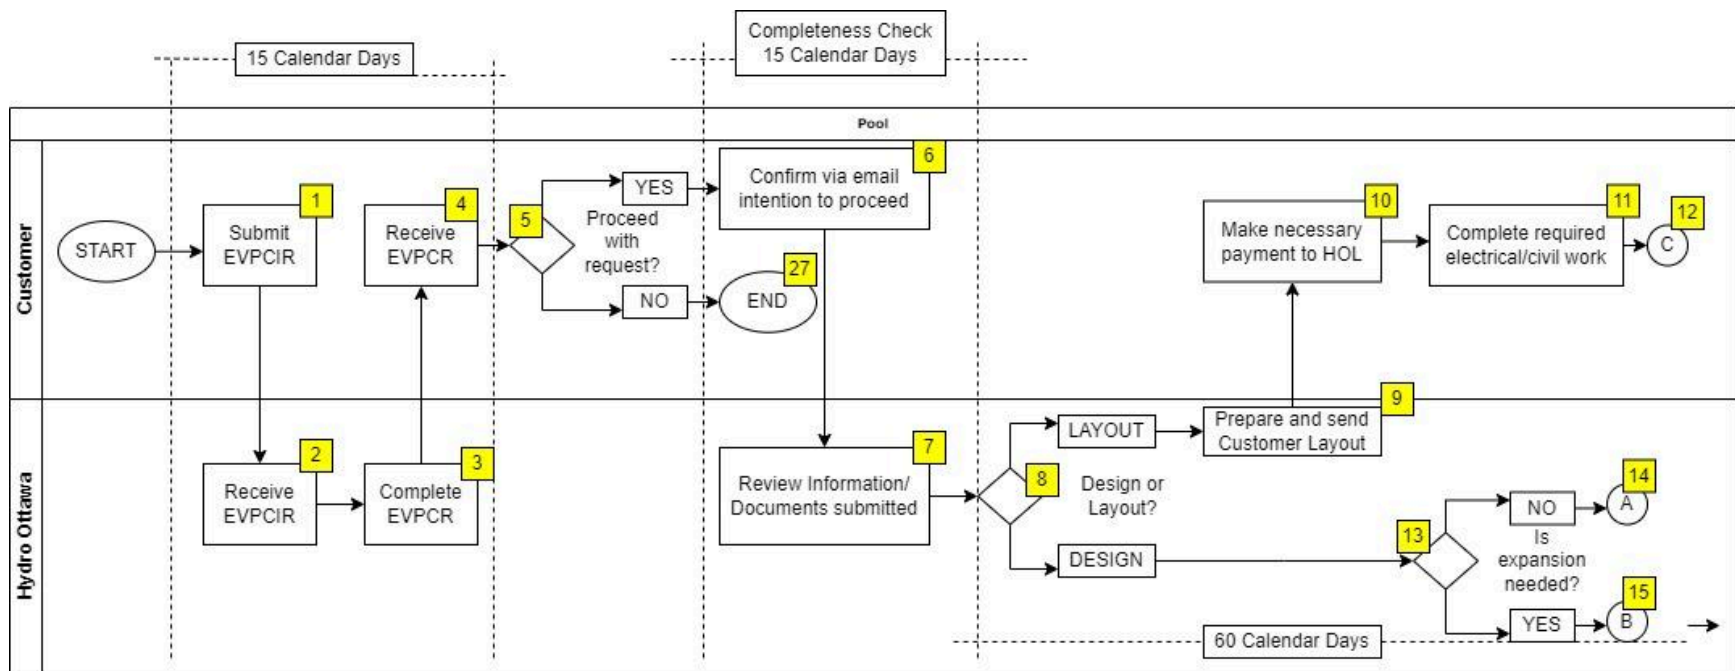 15 Calendar Days
Completeness Check
15 Calendar Days
Pool
Customer
START
1
Submit
EVPCIR
4
Receive
EVPCR
5
Proceed
with
request?
YES
NO
6
Confirm via email
intention to proceed
27
END
10
Make necessary
payment to HOL
11
Complete required
electrical/civil work
12
C
Hydro Ottawa
2
Receive
EVPCIR
3
Complete
EVPCR
7
Review Information/
Documents submitted
8
Design or
Layout?
LAYOUT
DESIGN
9
Prepare and send
Customer Layout
13
Is
expansion
needed?
NO
14
A
YES
15
B
60 Calendar Days